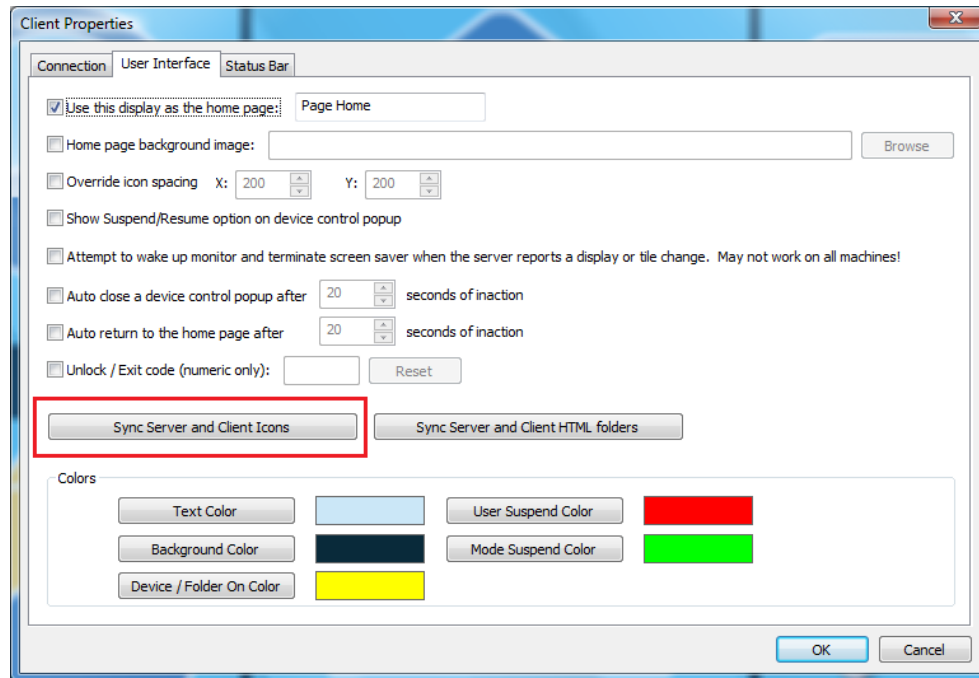 Client Properties
Connection User Interface Status Bar
Use this display as the home page: Page Home
Home page background image: Browse
Override icon spacing X: 200 Y: 200
Show Suspend/Resume option on device control popup
Attempt to wake up monitor and terminate screen saver when the server reports a display or tile change. May not work on all machines!
Auto close a device control popup after 20 seconds of inaction
Auto return to the home page after 20 seconds of inaction
Unlock / Exit code (numeric only): Reset
Sync Server and Client Icons Sync Server and Client HTML folders
Colors
Text Color User Suspend Color
Background Color Mode Suspend Color
Device / Folder On Color
OK Cancel